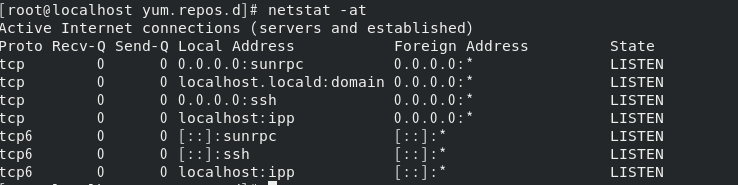 [root@localhost yum.repos.d]# netstat -at
Active Internet connections (servers and established)
Proto Recv-Q Send-Q Local Address           Foreign Address         State
tcp        0      0 0.0.0.0:sunrpc          0.0.0.0:*               LISTEN
tcp        0      0 localhost.locald:domain 0.0.0.0:*               LISTEN
tcp        0      0 0.0.0.0:ssh             0.0.0.0:*               LISTEN
tcp        0      0 localhost:ipp           0.0.0.0:*               LISTEN
tcp6       0      0 [::]:sunrpc             [::]:*                  LISTEN
tcp6       0      0 [::]:ssh                [::]:*                  LISTEN
tcp6       0      0 localhost:ipp           [::]:*                  LISTEN